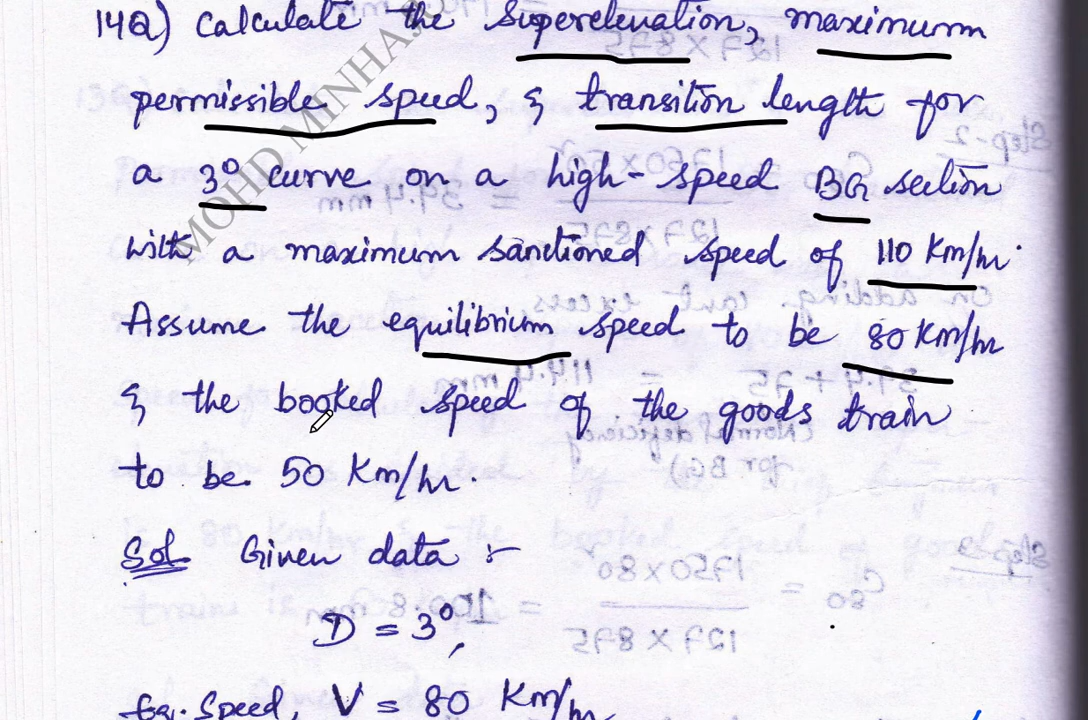 14Q) Calculate the Superelevation, maximum
permissible speed, & transition length for
a 3° curve on a high-speed BG section
with a maximum sanctioned speed of 110 Km/hr.
Assume the equilibrium speed to be 80 Km/hr
& the booked speed of the goods train
to be 50 Km/hr.
Sol Given data :-
D = 3°,
Eq. Speed, V = 80 Km/hr
MOHD MINHAS